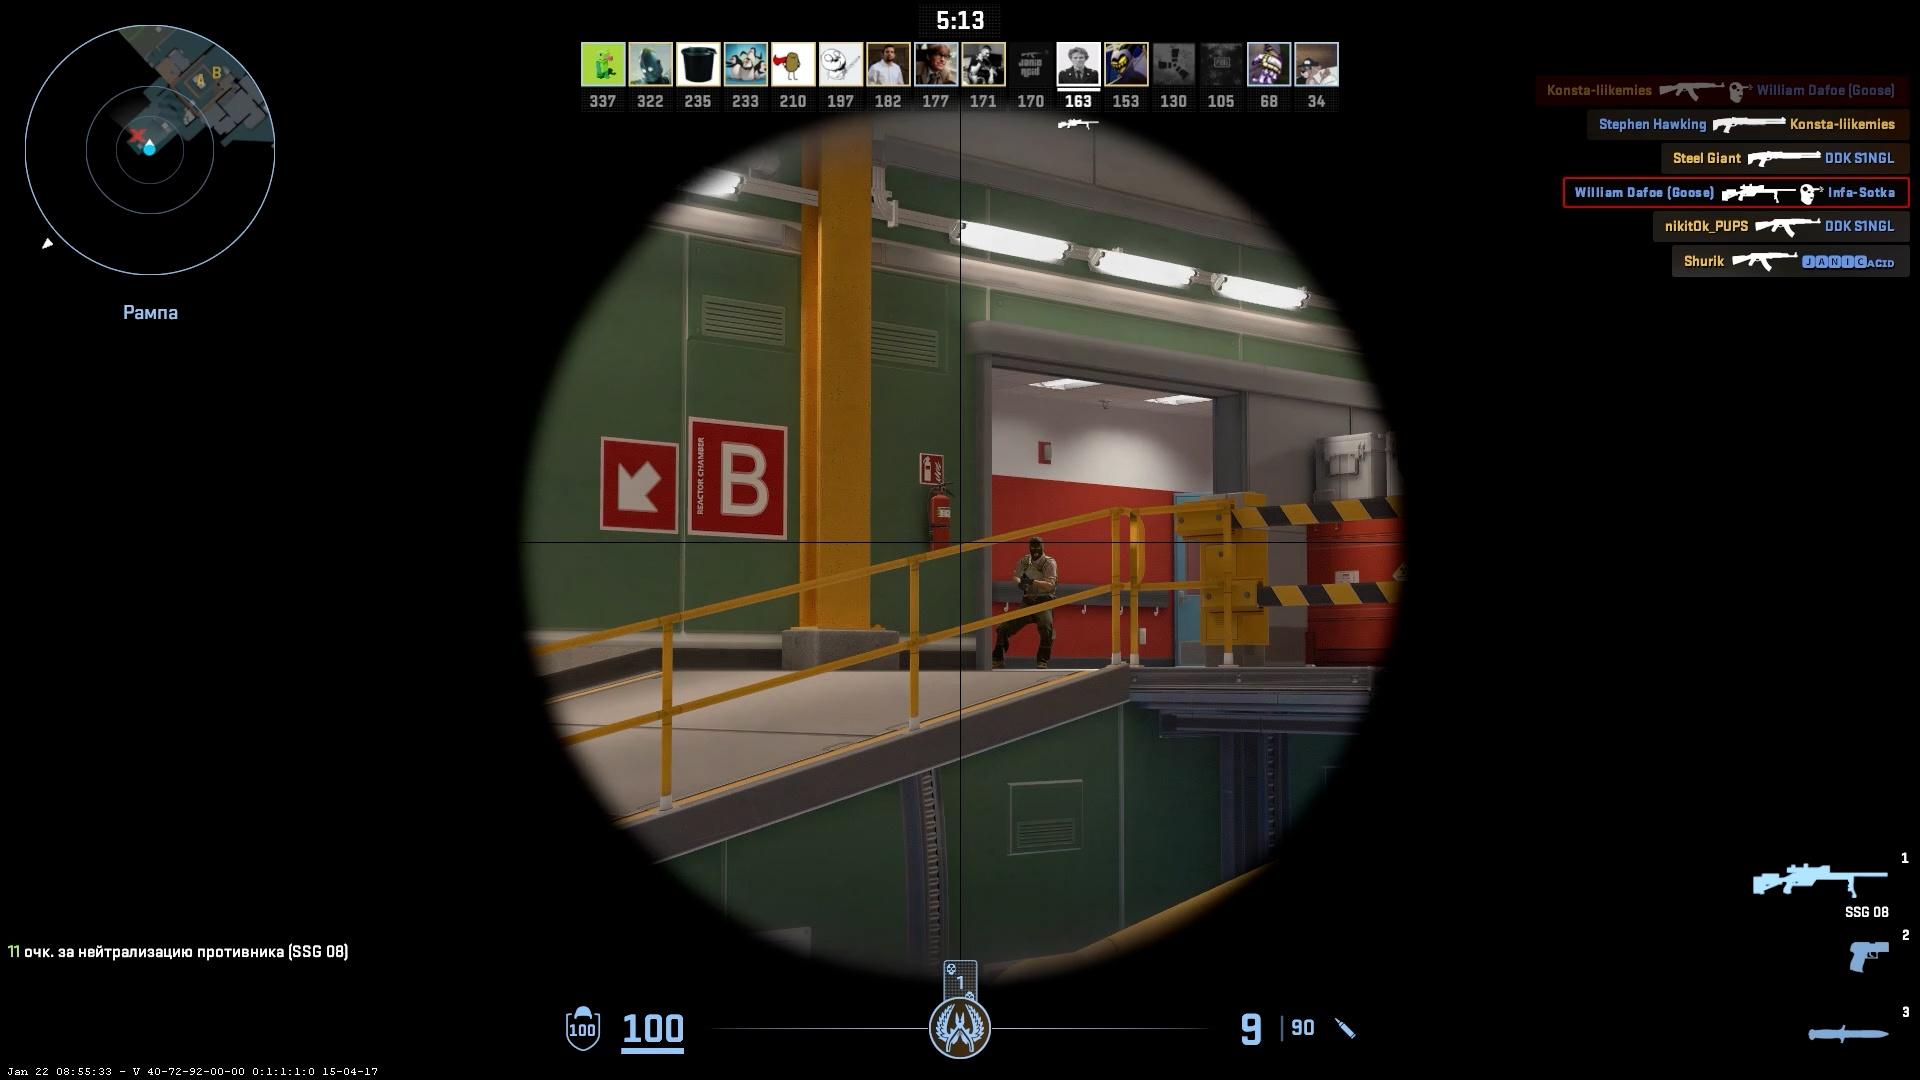 5:13
337 322 235 233 210 197 182 177 171 170 163 153 130 105 68 34
Konsta-liikemies William Dafoe (Goose)
Stephen Hawking Konsta-liikemies
Steel Giant DDK S1NGL
William Dafoe (Goose) Infa-Sotka
nikit0k_PUPS DDK S1NGL
Shurik JANICACID
A B
Рампа
REACTOR CHAMBER B
1
SSG 08
2
3
11 очк. за нейтрализацию противника (SSG 08)
1
100 100
9 | 90
Jan 22 08:55:33 - V 40-72-92-00-00 0:1:1:1:0 15-04-17